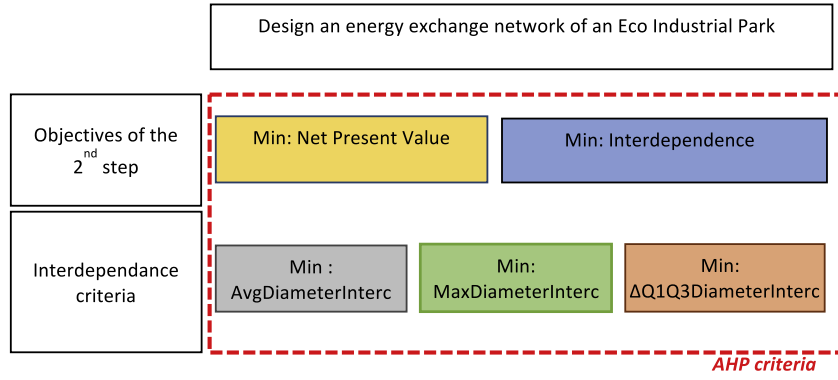 Design an energy exchange network of an Eco Industrial Park
Objectives of the
2nd step
Min: Net Present Value
Min: Interdependence
Interdependance
criteria
Min :
AvgDiameterInterc
Min:
MaxDiameterInterc
Min:
ΔQ1Q3DiameterInterc
AHP criteria